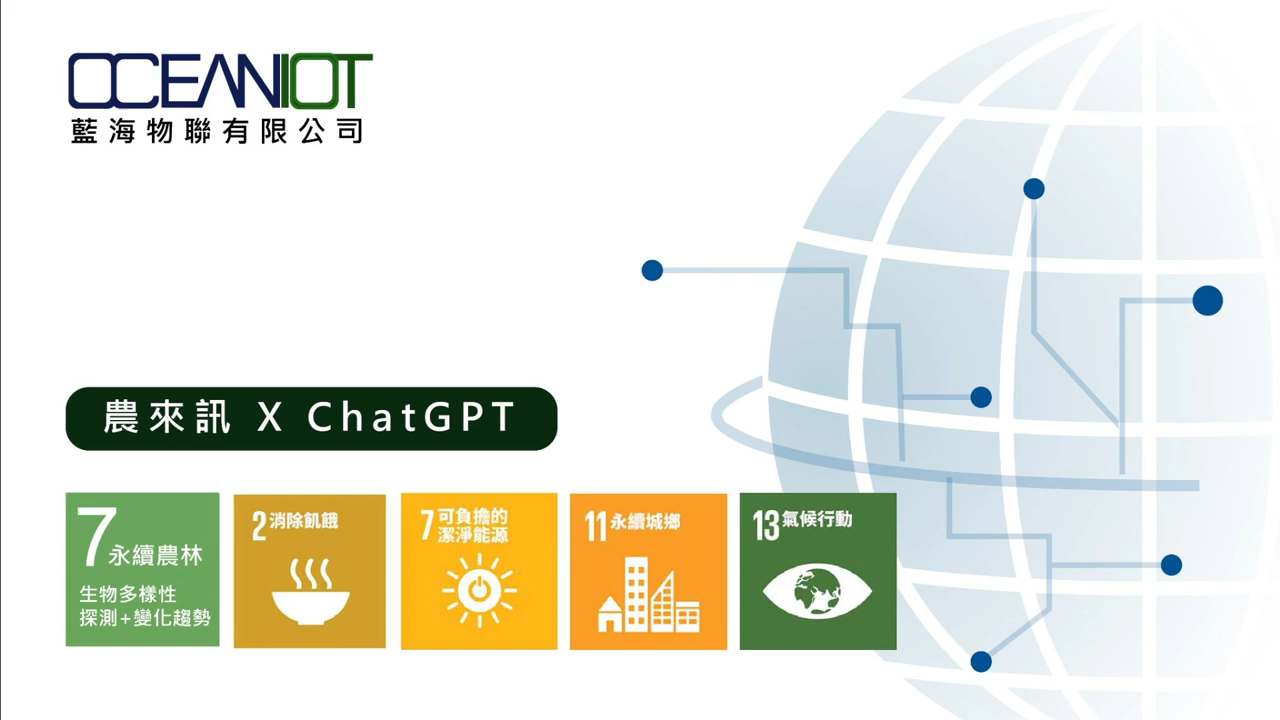 OCEANIOT
藍海物聯有限公司
農來訊 X ChatGPT
7 永續農林
生物多樣性
探測+變化趨勢
2 消除飢餓
7 可負擔的
潔淨能源
11 永續城鄉
13 氣候行動